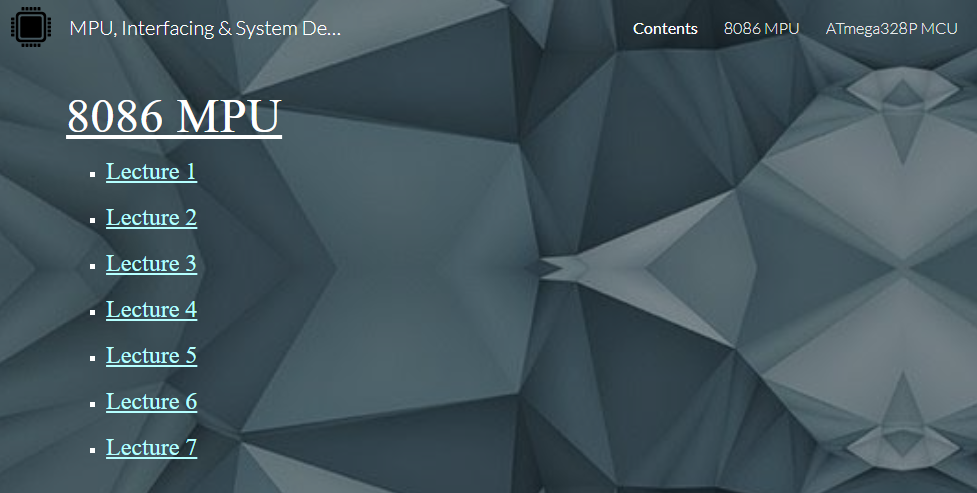 MPU, Interfacing & System De...
Contents 8086 MPU ATmega328P MCU
8086 MPU
Lecture 1
Lecture 2
Lecture 3
Lecture 4
Lecture 5
Lecture 6
Lecture 7